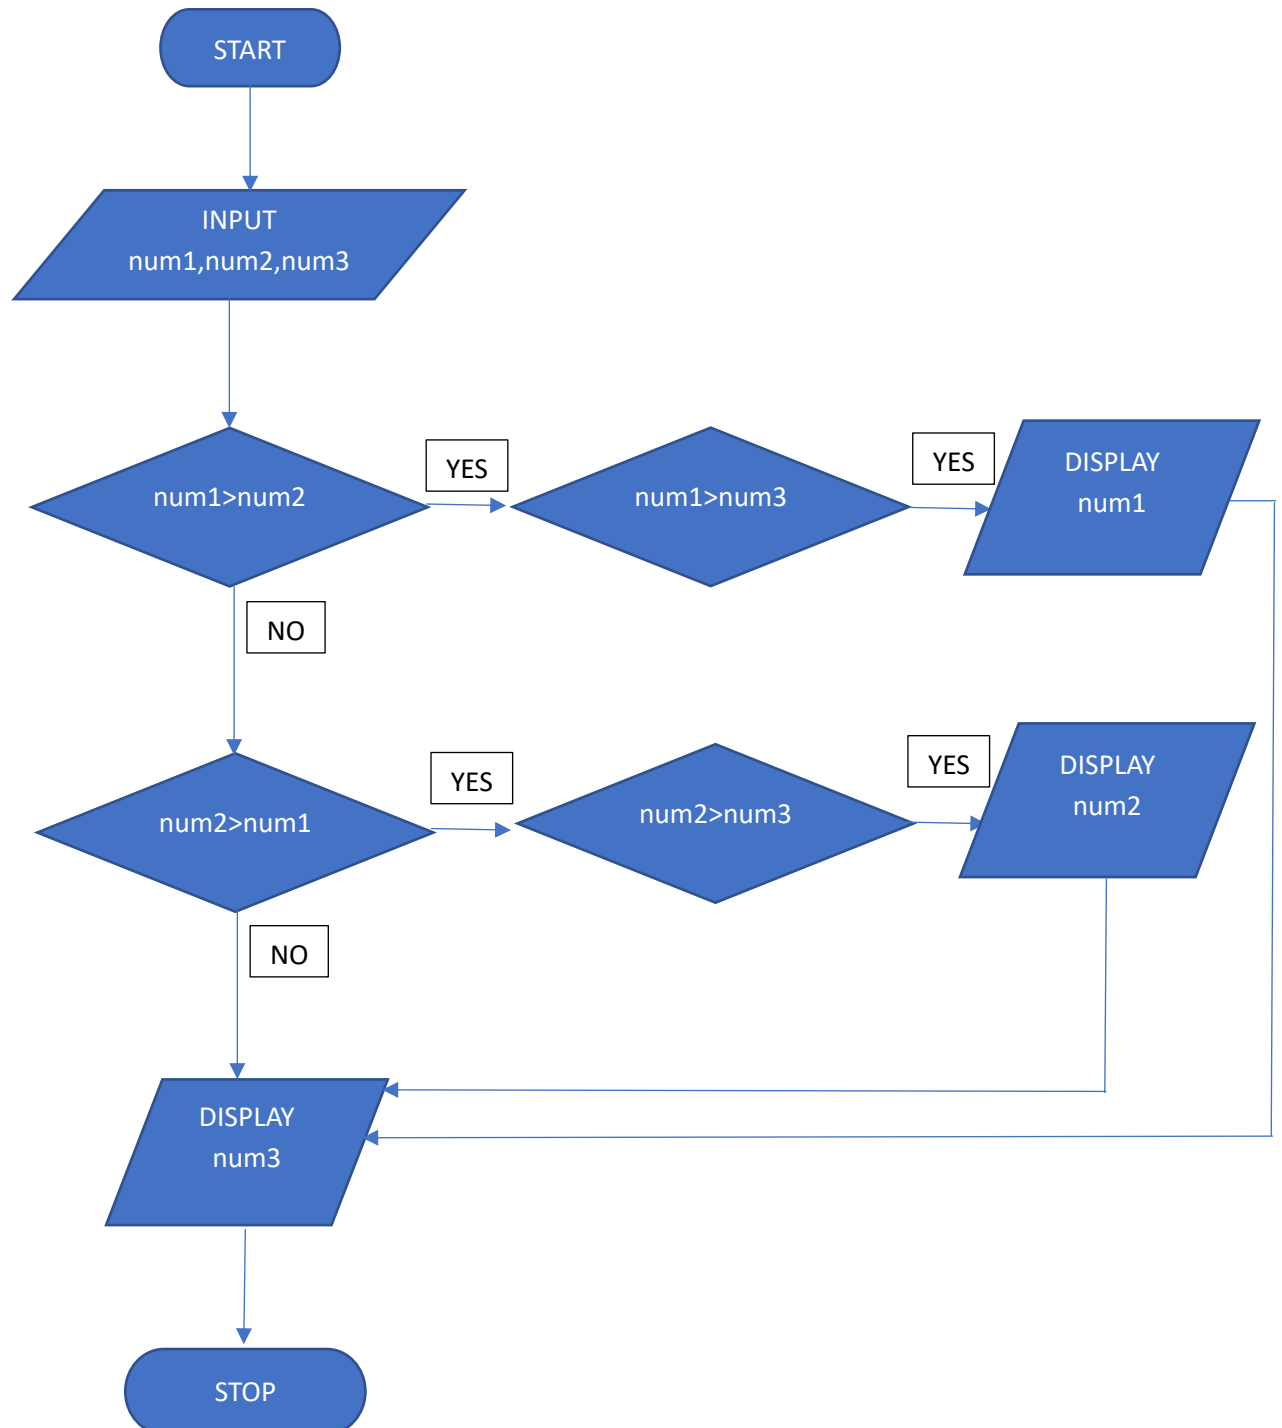 START
INPUT
num1,num2,num3
num1>num2
YES
num1>num3
YES
DISPLAY
num1
NO
num2>num1
YES
num2>num3
YES
DISPLAY
num2
NO
DISPLAY
num3
STOP